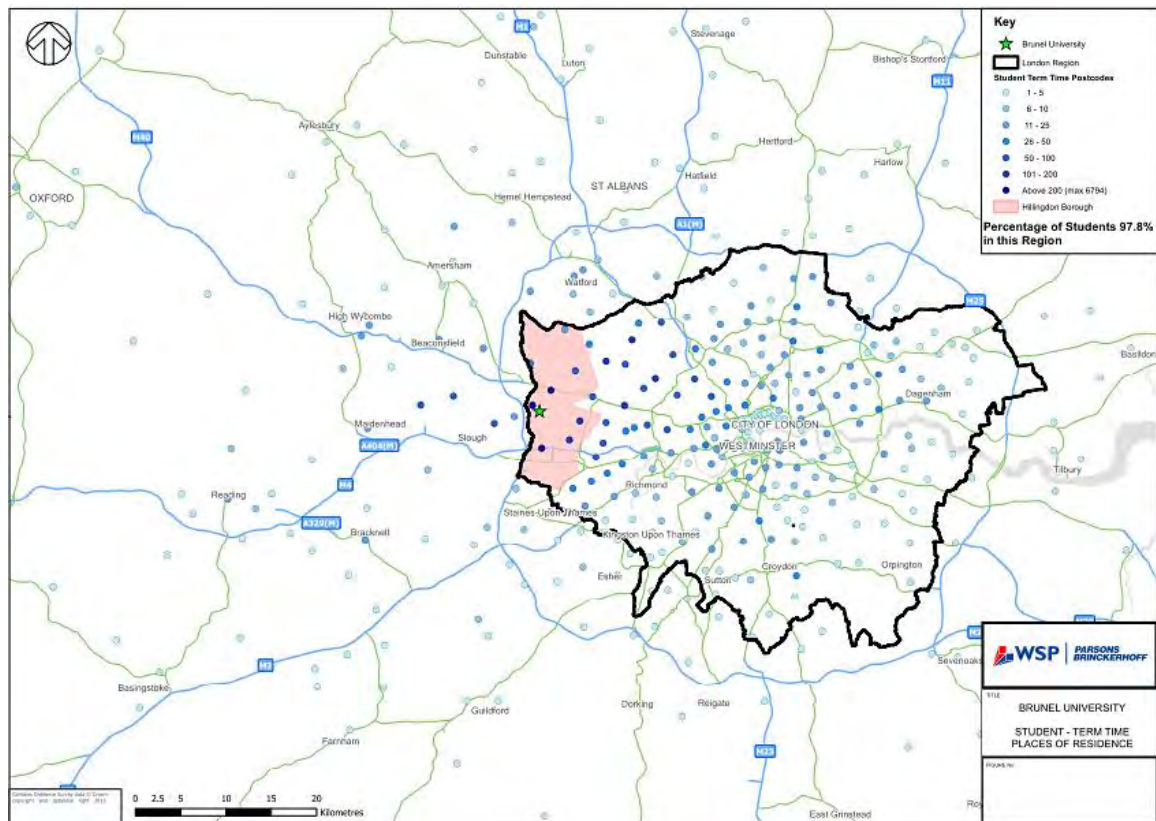 M1
Stevenage
Dunstable
Luton
Bishop's Stortford
M11
M40
Aylesbury
Hertford
Harlow
OXFORD
ST ALBANS
Hatfield
Hemel Hempstead
A1(M)
Amersham
Watford
M25
High Wybombe
Beaconsfield
Basildon
Dagenham
Maidenhead
CITY OF LONDON
A404(M)
Slough
WESTMINSTER
Tilbury
M4
Richmond
Reading
A329(M)
Staines-Upon Thames
Bracknell
Kingston Upon Thames
Esher
Croydon
Orpington
Sutton
M3
Sevenoaks
Basingstoke
Guildford
Dorking
Reigate
Farnham
M23
East Grinstead
0 2.5 5 10 15 20
Kilometres
Key
Brunel University
London Region
Student Term Time Postcodes
1 - 5
6 - 10
11 - 25
26 - 50
50 - 100
101 - 200
Above 200 (max 6794)
Hillingdon Borough
Percentage of Students 97.8%
in this Region
WSP | PARSONS
BRINCKERHOFF
TITLE
BRUNEL UNIVERSITY
STUDENT - TERM TIME
PLACES OF RESIDENCE
FIGURE No